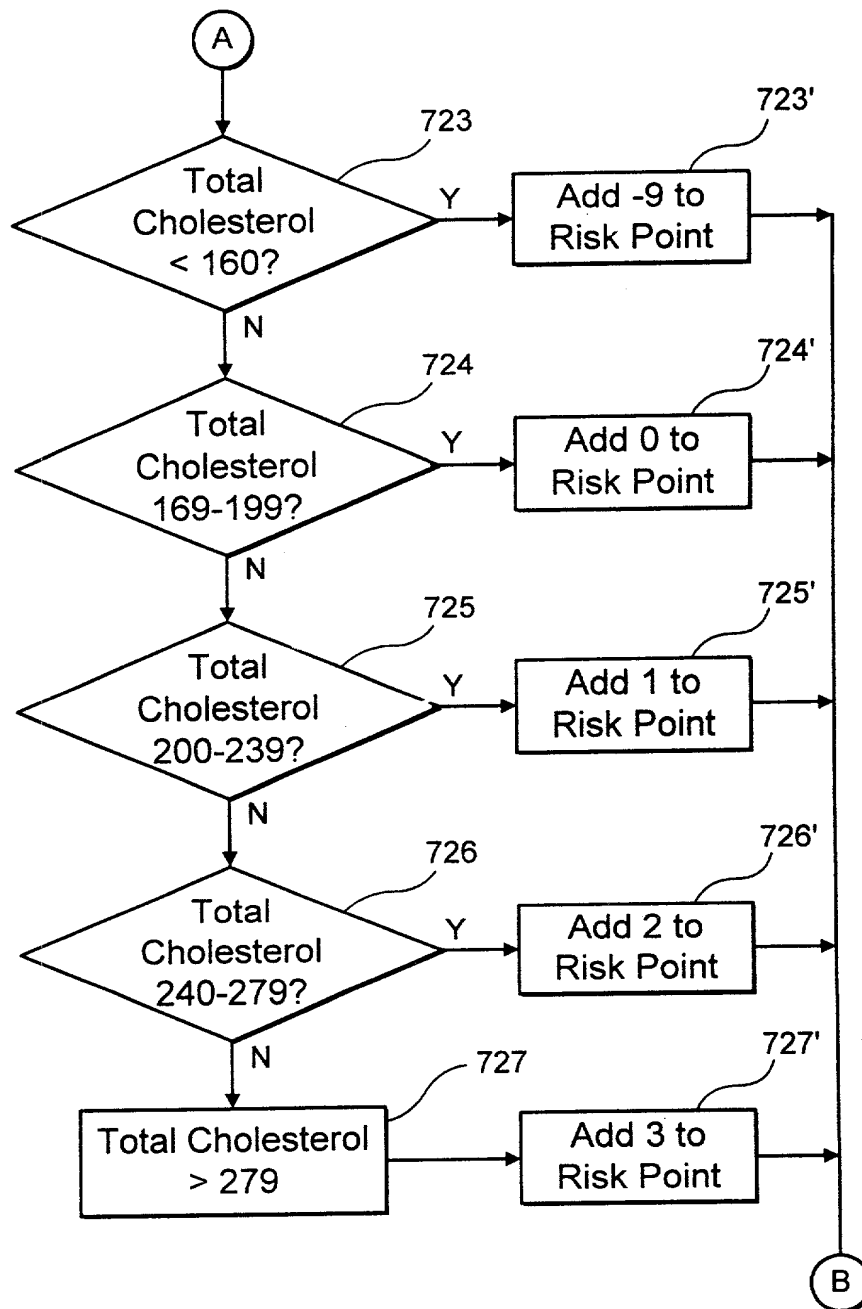 A
723
Total
Cholesterol
< 160?
Y
723'
Add -9 to
Risk Point
N
724
Total
Cholesterol
169-199?
Y
724'
Add 0 to
Risk Point
N
725
Total
Cholesterol
200-239?
Y
725'
Add 1 to
Risk Point
N
726
Total
Cholesterol
240-279?
Y
726'
Add 2 to
Risk Point
N
727
Total Cholesterol
> 279
727'
Add 3 to
Risk Point
B